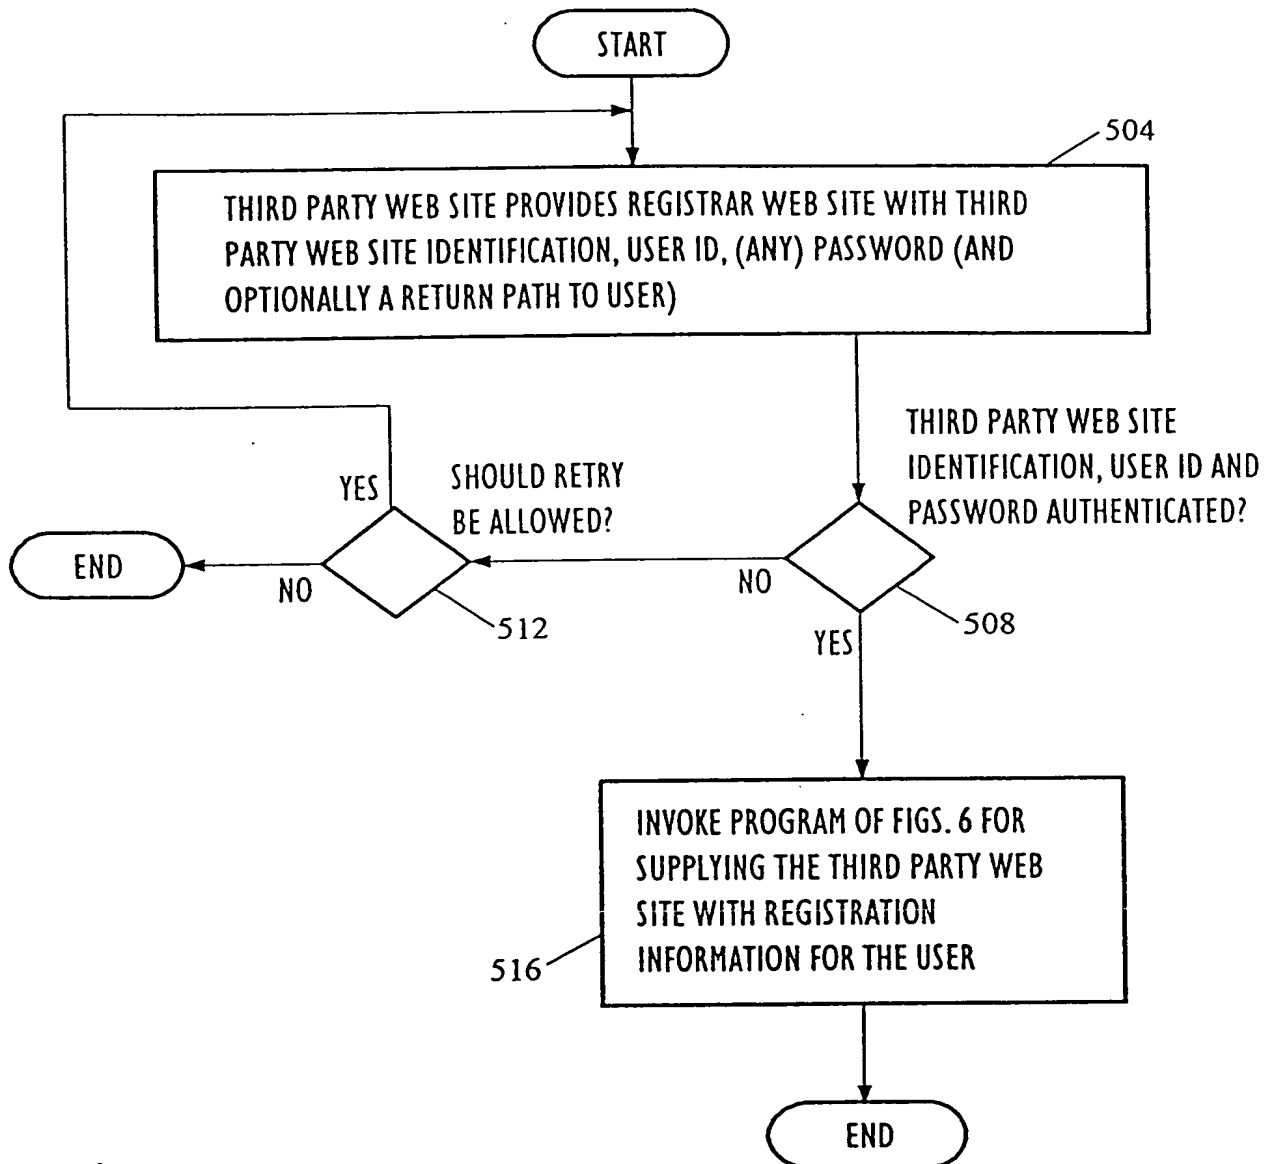 START
504
THIRD PARTY WEB SITE PROVIDES REGISTRAR WEB SITE WITH THIRD
PARTY WEB SITE IDENTIFICATION, USER ID, (ANY) PASSWORD (AND
OPTIONALLY A RETURN PATH TO USER)
THIRD PARTY WEB SITE
IDENTIFICATION, USER ID AND
PASSWORD AUTHENTICATED?
YES
SHOULD RETRY
BE ALLOWED?
END
NO
512
NO
508
YES
INVOKE PROGRAM OF FIGS. 6 FOR
SUPPLYING THE THIRD PARTY WEB
SITE WITH REGISTRATION
INFORMATION FOR THE USER
516
END